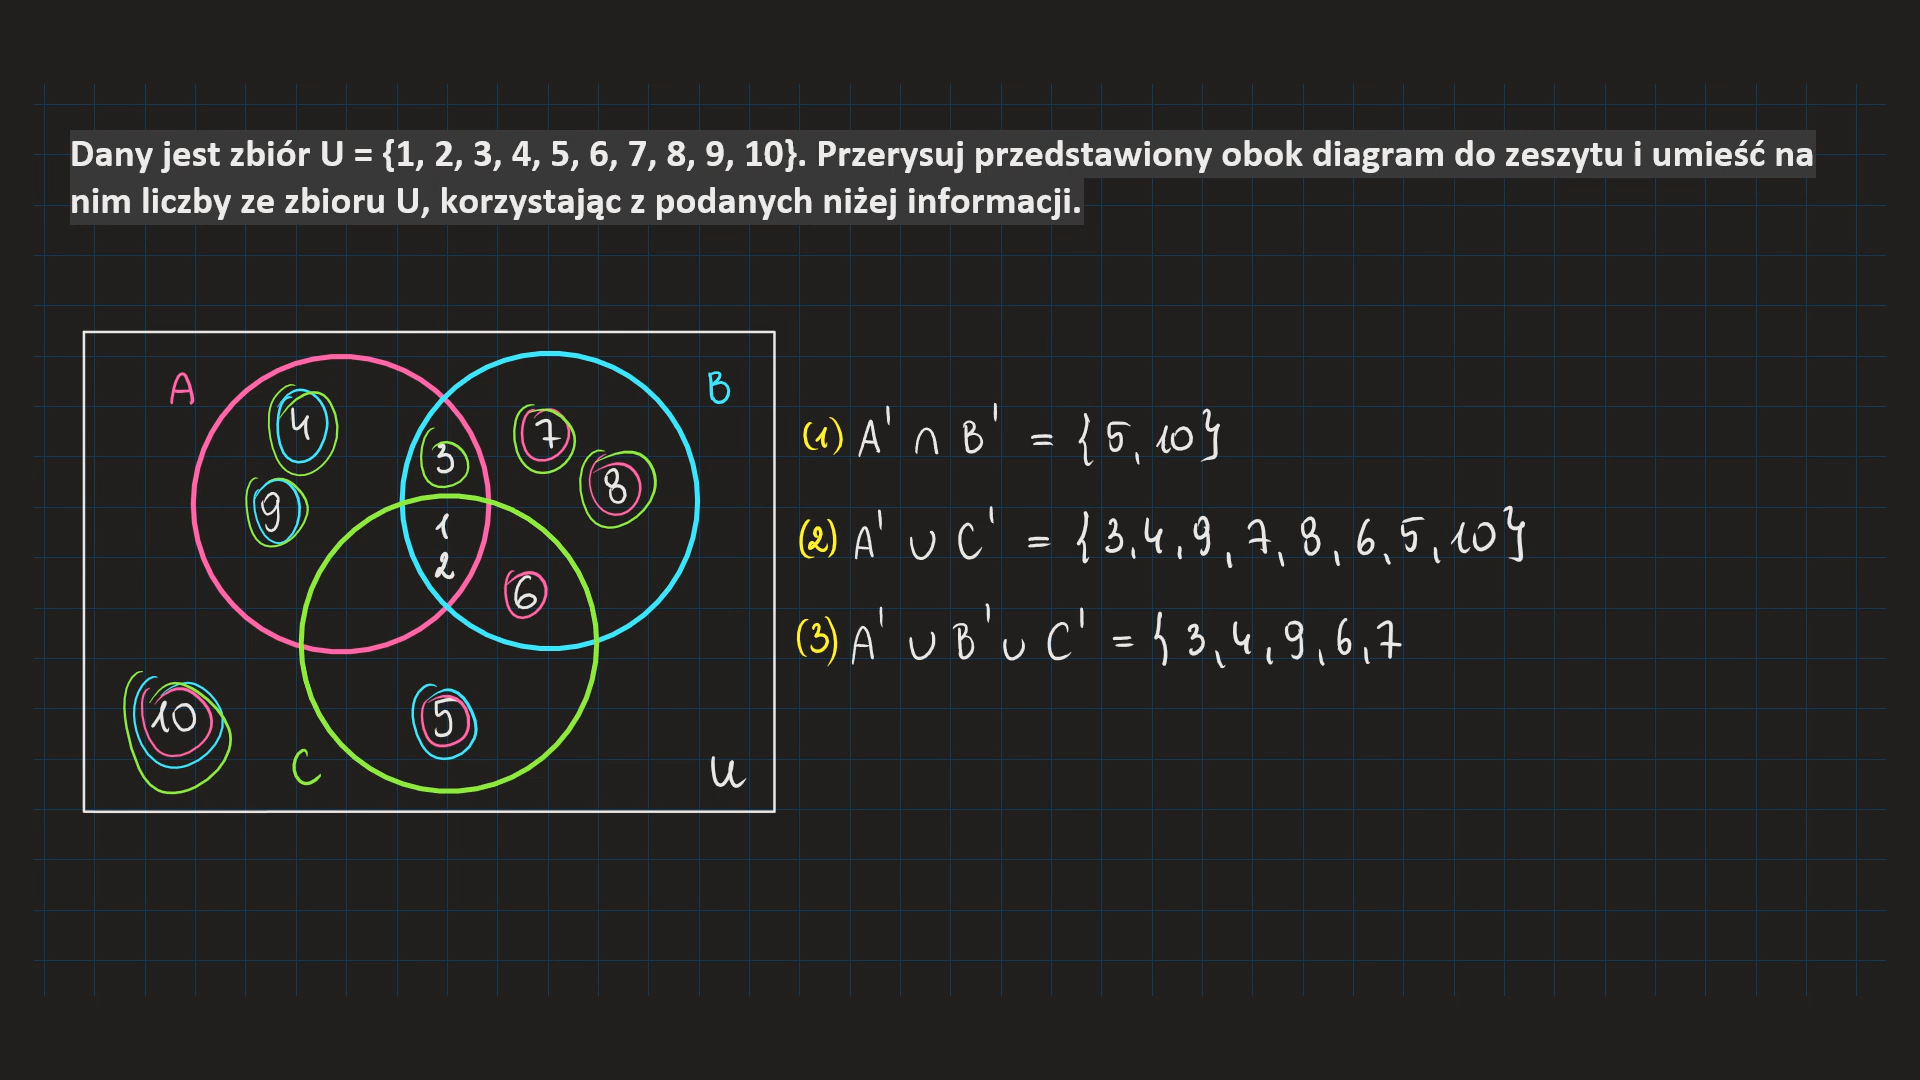 Dany jest zbiór U = {1, 2, 3, 4, 5, 6, 7, 8, 9, 10}. Przerysuj przedstawiony obok diagram do zeszytu i umieść na
nim liczby ze zbioru U, korzystając z podanych niżej informacji.
A
B
4
3
7
8
9
1
2
6
10
5
C
U
(1) A' ∩ B' = {5, 10}
(2) A' ∪ C' = {3, 4, 9, 7, 8, 6, 5, 10}
(3) A' ∪ B' ∪ C' = {3, 4, 9, 6, 7